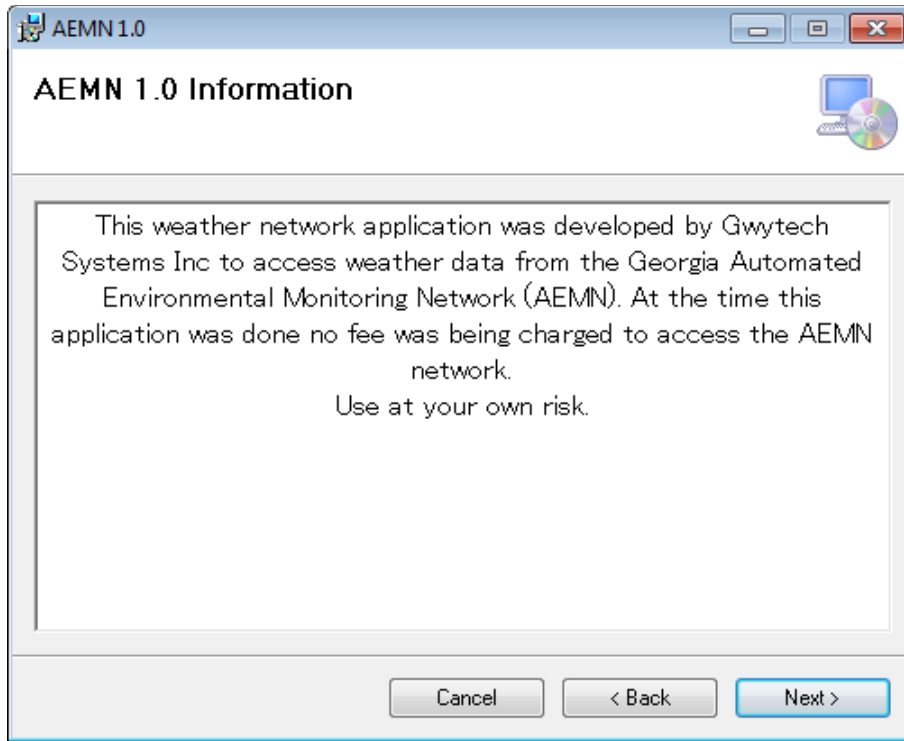 AEMN 1.0
AEMN 1.0 Information
This weather network application was developed by Gwytech
Systems Inc to access weather data from the Georgia Automated
Environmental Monitoring Network (AEMN). At the time this
application was done no fee was being charged to access the AEMN
network.
Use at your own risk.
Cancel
< Back
Next >